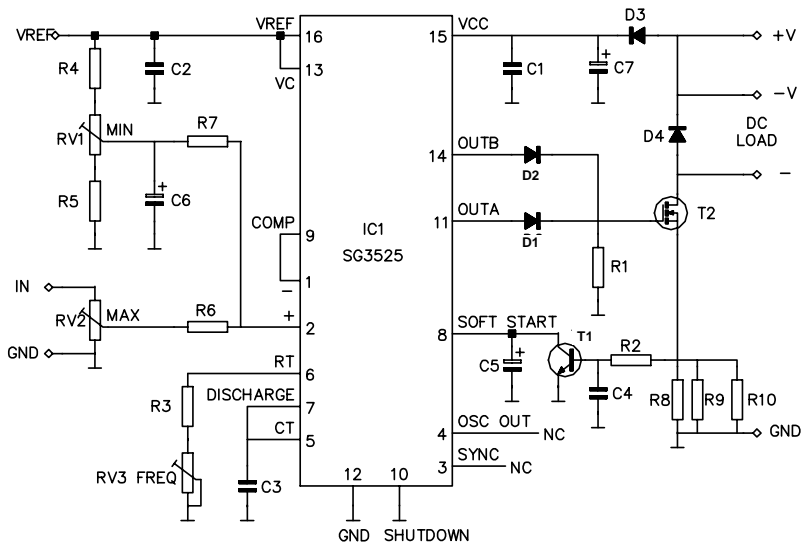 VREF
VREF
16
15
VCC
D3
+V
R4
C2
13
VC
C1
+
C7
-V
RV1
MIN
R7
14
OUTB
D2
D4
DC
LOAD
R5
+
C6
COMP
9
IC1
SG3525
11
OUTA
D1
T2
-
1
-
R1
IN
RV2
MAX
R6
+
2
8
SOFT START
T1
GND
C5
+
R2
RT
6
R3
DISCHARGE
7
C4
R8
R9
R10
CT
5
4
OSC OUT
NC
GND
RV3 FREQ
C3
12
10
3
SYNC
NC
GND
SHUTDOWN